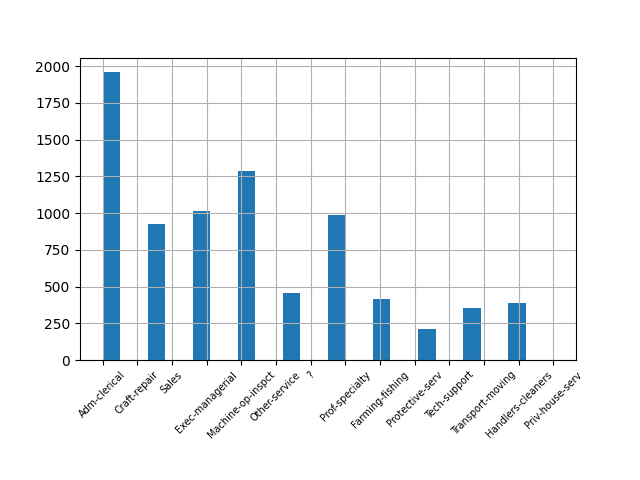 2000
1750
1500
1250
1000
750
500
250
0
Adm-clerical
Craft-repair
Sales
Exec-managerial
Machine-op-inspct
Other-service
?
Prof-specialty
Farming-fishing
Protective-serv
Tech-support
Transport-moving
Handlers-cleaners
Priv-house-serv